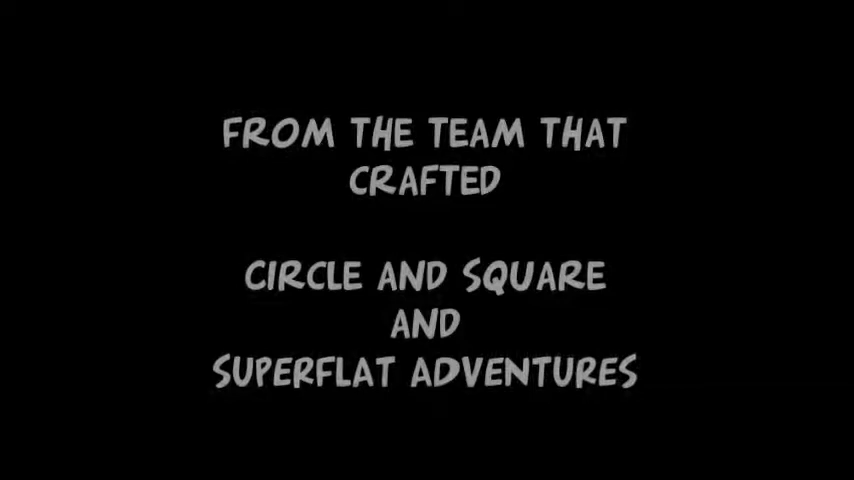 FROM THE TEAM THAT
CRAFTED
CIRCLE AND SQUARE
AND
SUPERFLAT ADVENTURES